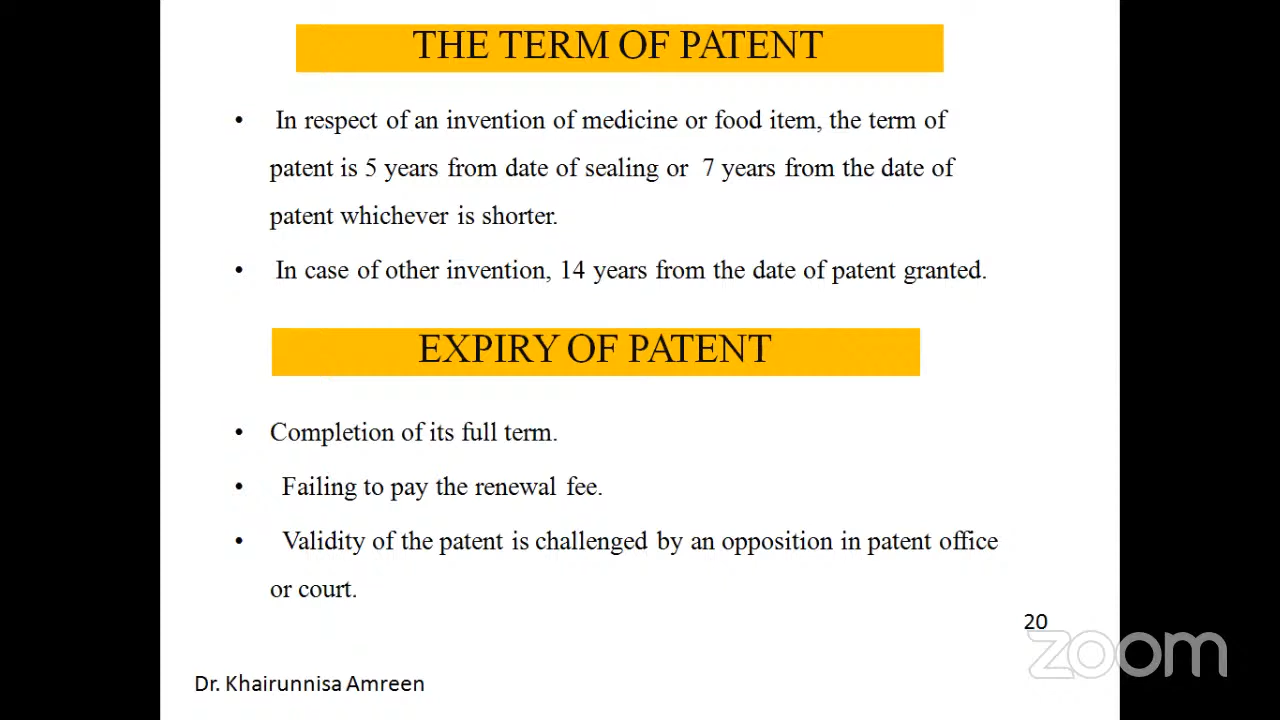 THE TERM OF PATENT
• In respect of an invention of medicine or food item, the term of
patent is 5 years from date of sealing or 7 years from the date of
patent whichever is shorter.
• In case of other invention, 14 years from the date of patent granted.
EXPIRY OF PATENT
• Completion of its full term.
• Failing to pay the renewal fee.
• Validity of the patent is challenged by an opposition in patent office
or court.
20
zoom
Dr. Khairunnisa Amreen